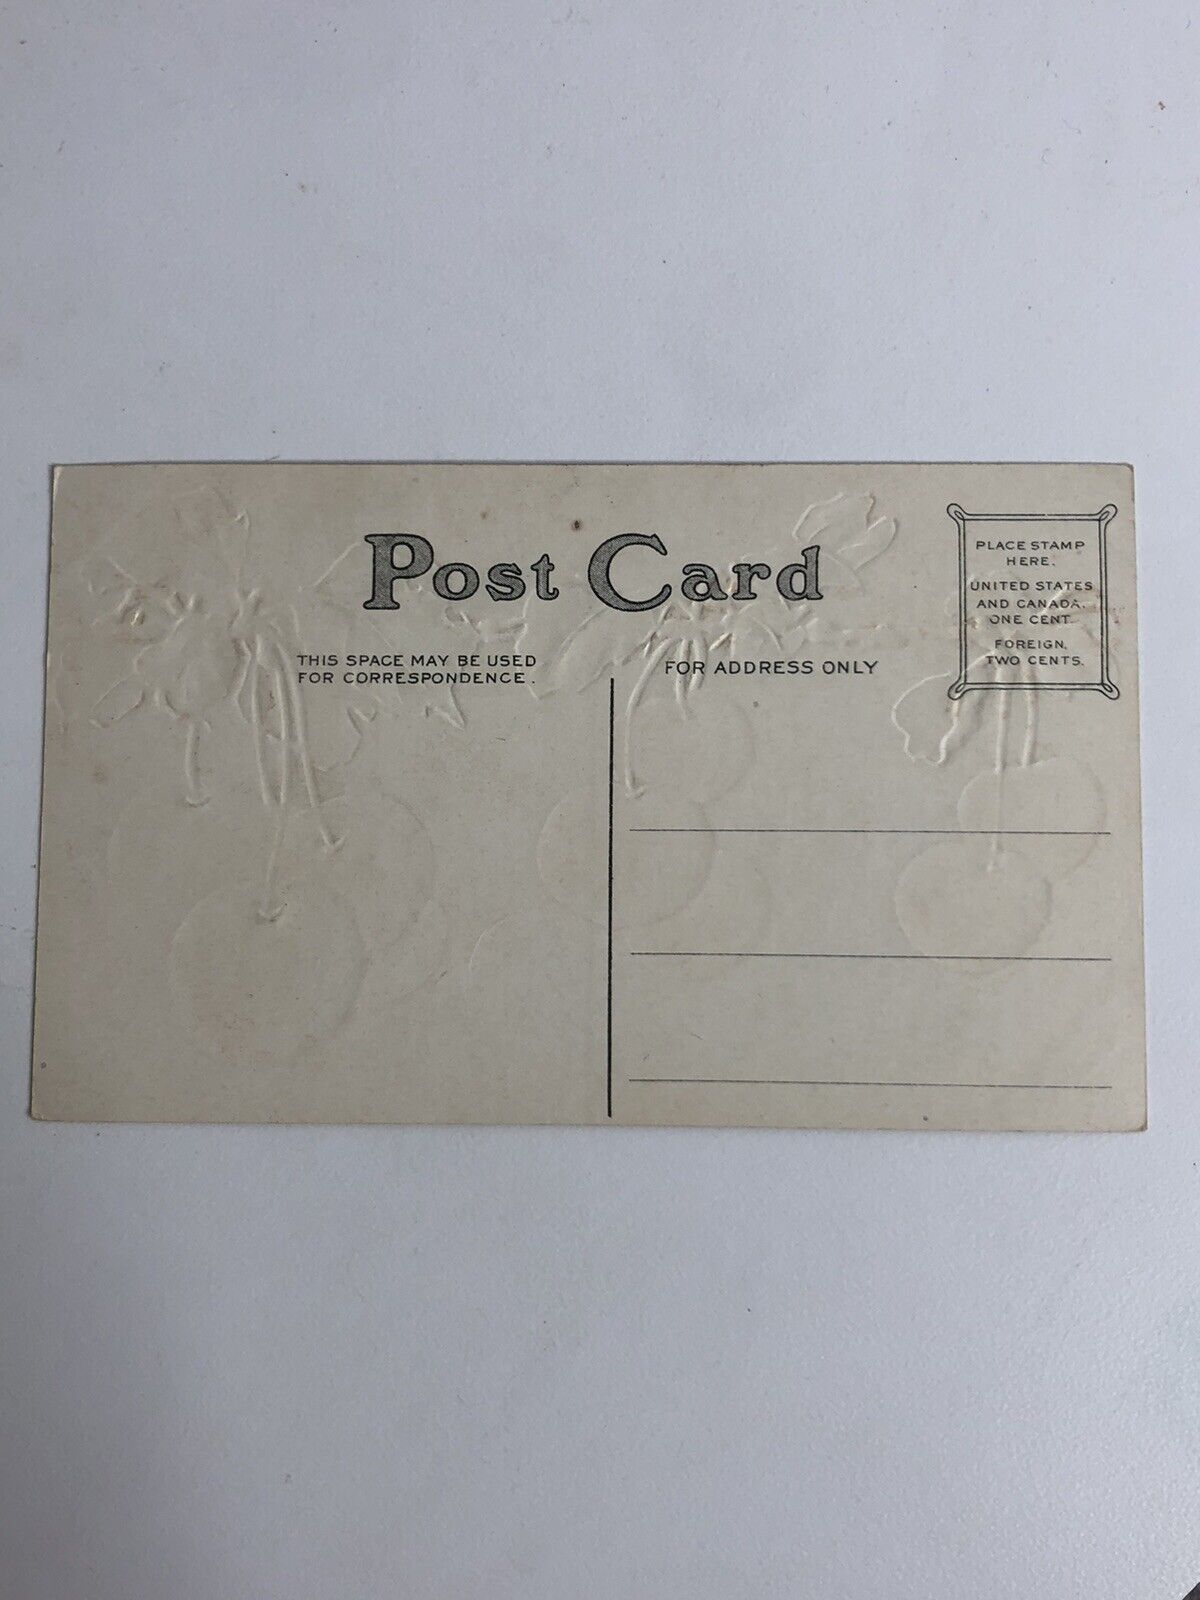 Post Card
THIS SPACE MAY BE USED
FOR CORRESPONDENCE.
FOR ADDRESS ONLY
PLACE STAMP
HERE.
UNITED STATES
AND CANADA.
ONE CENT.
FOREIGN,
TWO CENTS.